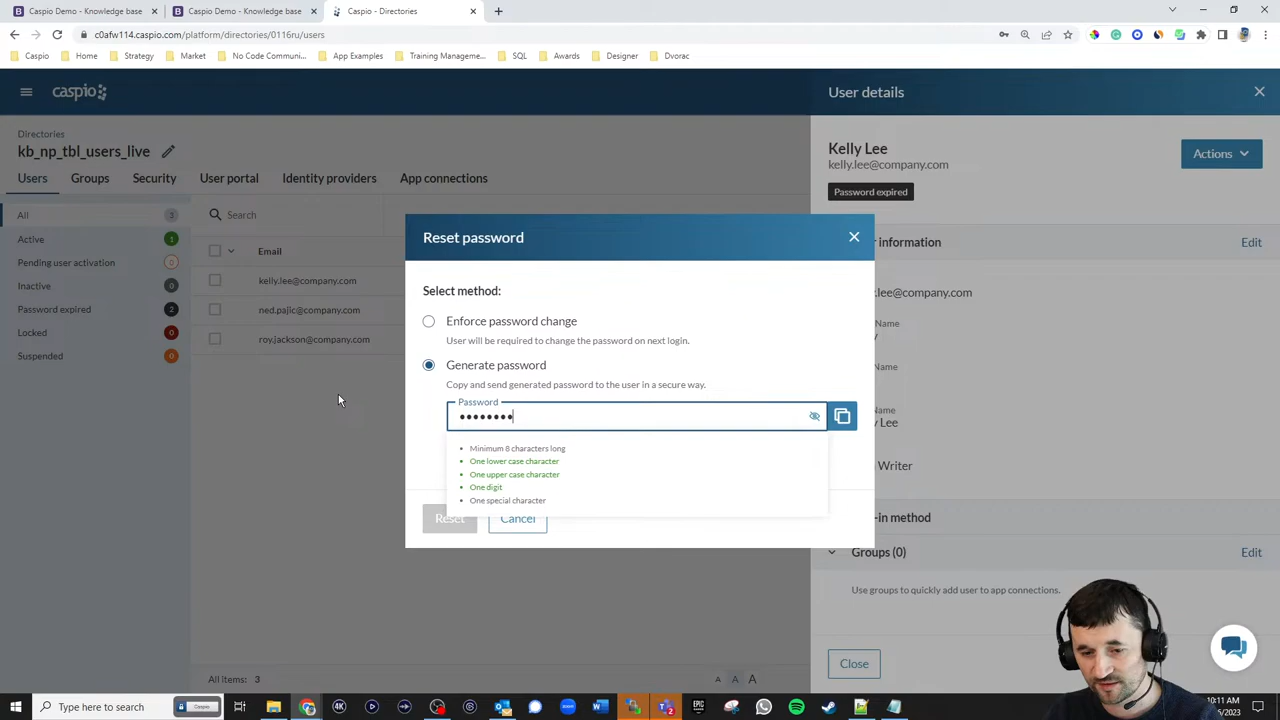 Caspio Demo - Knowledge base
Caspio Demo - Knowledge base
Caspio - Directories
c0afw114.caspio.com/platform/directories/0116ru/users
Caspio
Home
Strategy
Market
No Code Communi...
App Examples
Training Manageme...
SQL
Awards
Designer
Dvorac
caspio
User details
Directories
kb_np_tbl_users_live
Kelly Lee
kelly.lee@company.com
Actions
Password expired
Users
Groups
Security
User portal
Identity providers
App connections
All
3
Search
Active
1
Email
Pending user activation
0
Inactive
0
kelly.lee@company.com
Password expired
2
ned.pajic@company.com
Locked
0
roy.jackson@company.com
Suspended
0
Reset password
Select method:
Enforce password change
User will be required to change the password on next login.
Generate password
Copy and send generated password to the user in a secure way.
Password
••••••••
Minimum 8 characters long
One lower case character
One upper case character
One digit
One special character
Reset
Cancel
information
Edit
.lee@company.com
Name
y
Name
Name
y Lee
Writer
-in method
Groups (0)
Edit
Use groups to quickly add user to app connections.
Close
All items: 3
A A A
Type here to search
Caspio
10:11 AM